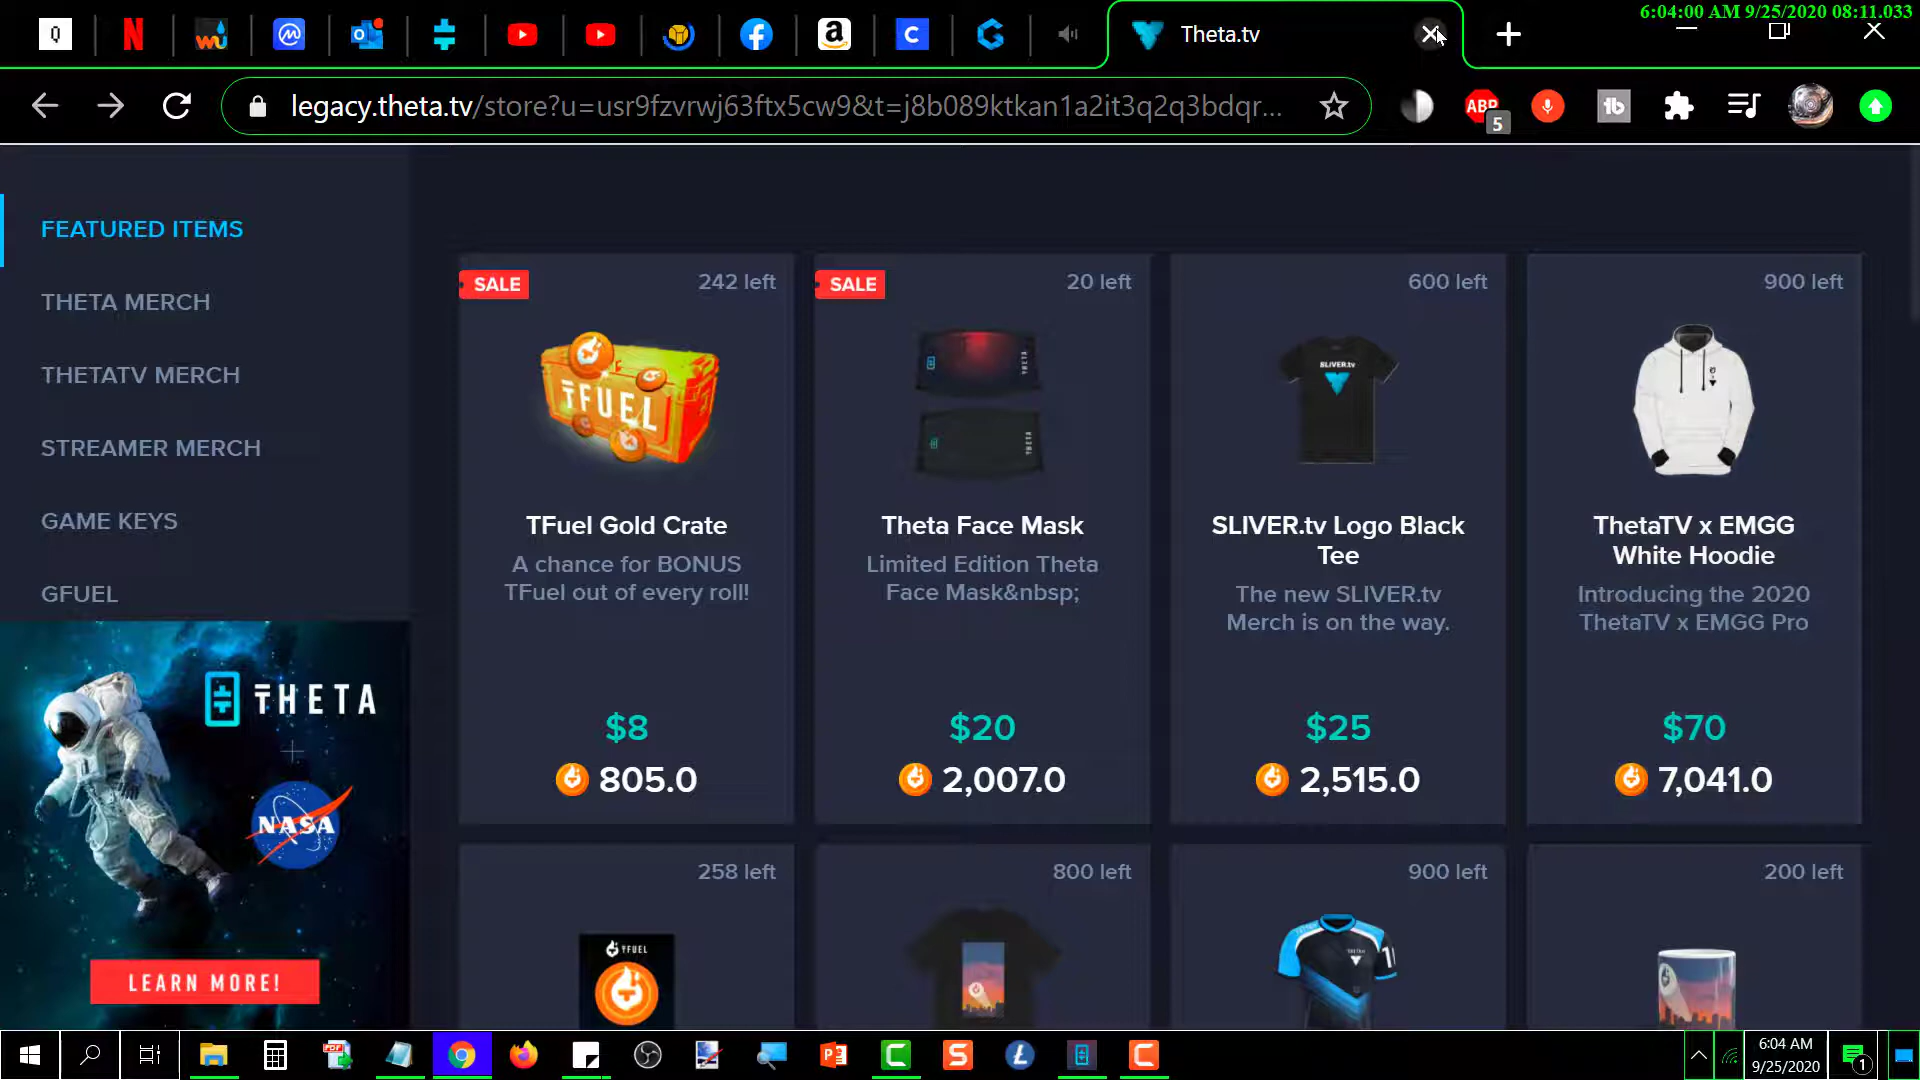 6:04:00 AM 9/25/2020 08:11.033
Theta.tv
legacy.theta.tv/store?u=usr9fzvrwj63ftx5cw9&t=j8b089ktkan1a2it3q2q3bdqr...
ABP
5
tb
FEATURED ITEMS
THETA MERCH
THETATV MERCH
STREAMER MERCH
GAME KEYS
GFUEL
THETA
NASA
LEARN MORE!
SALE
242 left
TFUEL
TFuel Gold Crate
A chance for BONUS
TFuel out of every roll!
$8
805.0
SALE
20 left
THETA
THETA
Theta Face Mask
Limited Edition Theta
Face Mask&nbsp;
$20
2,007.0
600 left
SLIVER.tv
SLIVER.tv Logo Black
Tee
The new SLIVER.tv
Merch is on the way.
$25
2,515.0
900 left
ThetaTV x EMGG
White Hoodie
Introducing the 2020
ThetaTV x EMGG Pro
$70
7,041.0
258 left
TFUEL
800 left
900 left
200 left
6:04 AM
9/25/2020
1